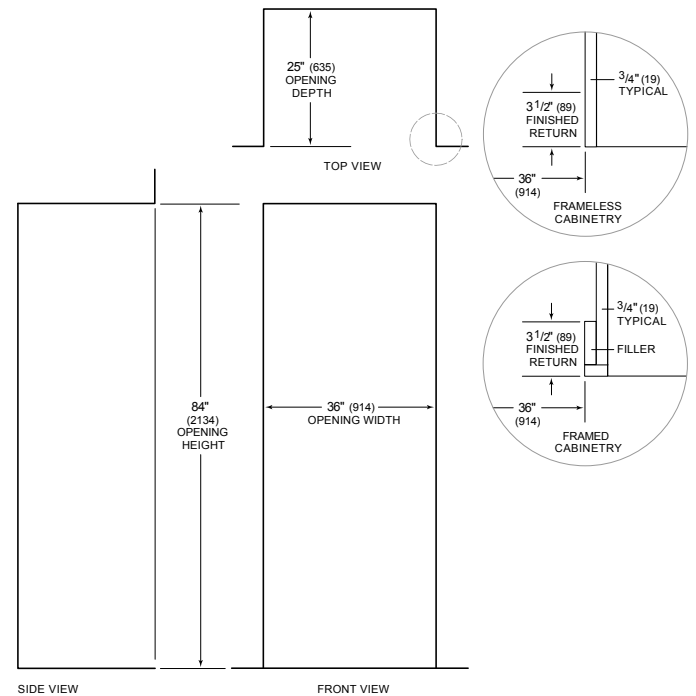 25" (635)
OPENING
DEPTH
TOP VIEW
3/4" (19)
TYPICAL
3 1/2" (89)
FINISHED
RETURN
36"
(914)
FRAMELESS
CABINETRY
3/4" (19)
TYPICAL
3 1/2" (89)
FINISHED
RETURN
FILLER
36"
(914)
FRAMED
CABINETRY
84"
(2134)
OPENING
HEIGHT
36" (914)
OPENING WIDTH
SIDE VIEW
FRONT VIEW